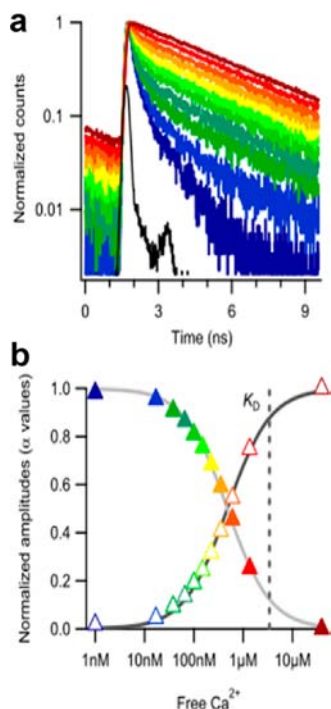 a
Normalized counts
1
0.1
0.01
0
3
6
9
Time (ns)
b
Normalized amplitudes (α values)
1.0
0.8
0.6
0.4
0.2
0.0
K_D
1nM
10nM
100nM
1µM
10µM
Free Ca²⁺